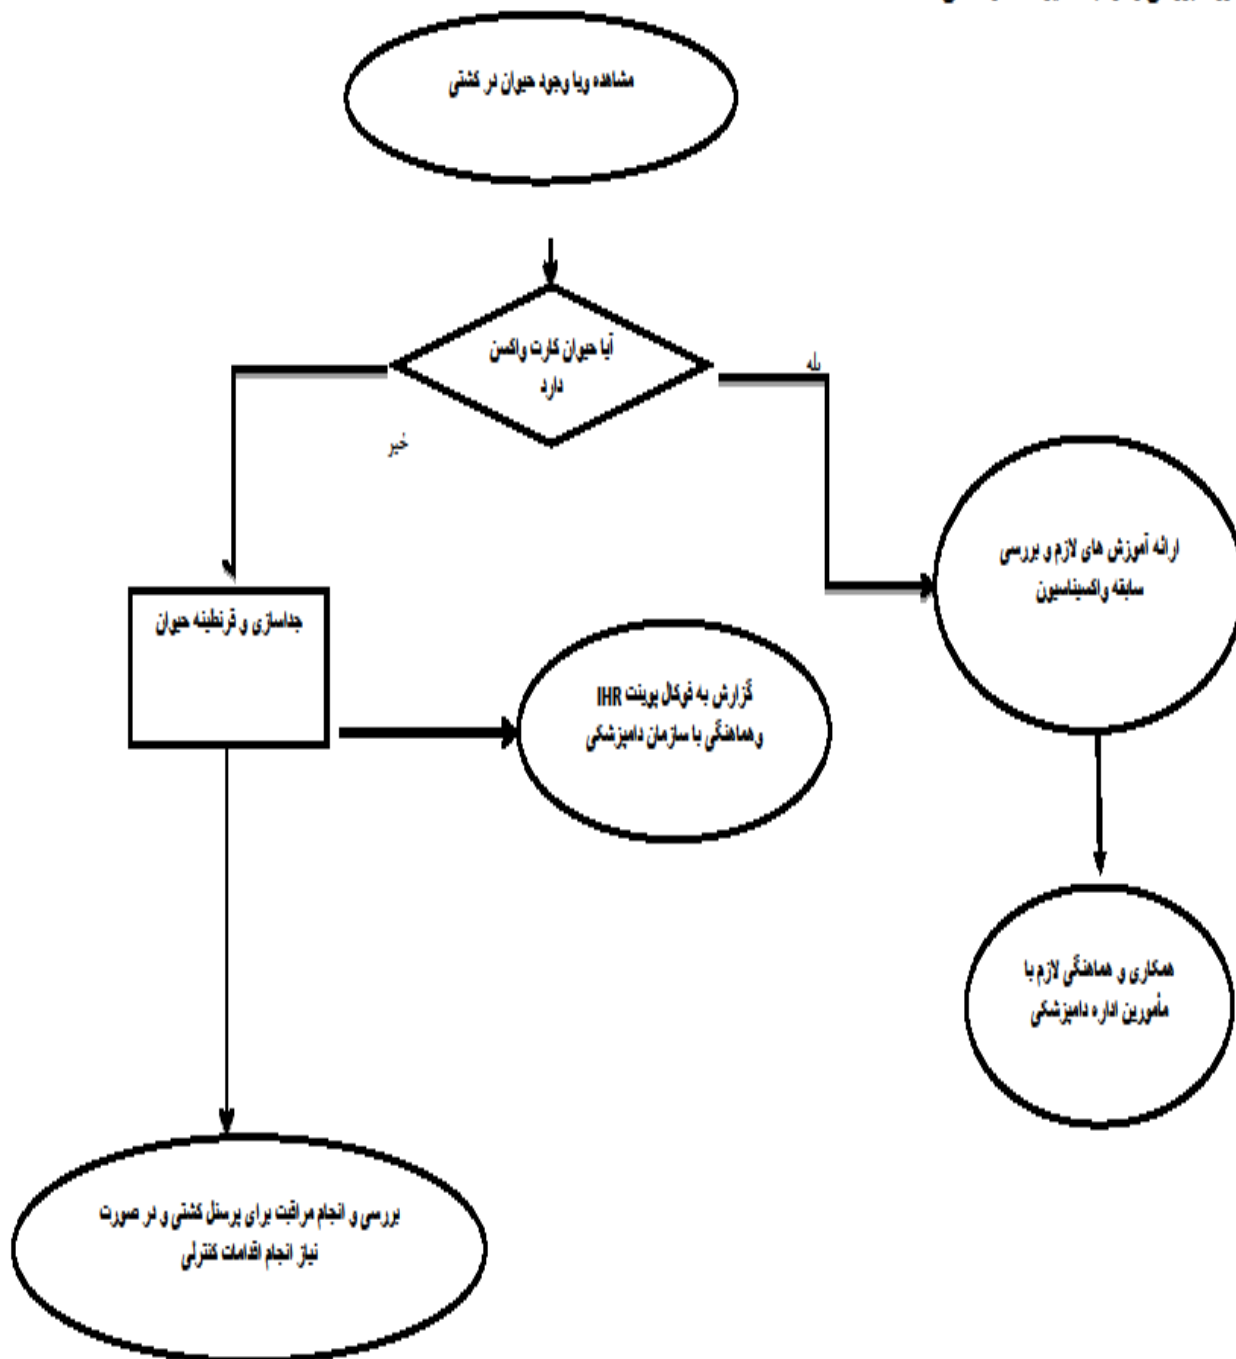 مشاهده ویا وجود حیوان در کشتی
آیا حیوان کارت واکسن
دارد
بله
خیر
ارائه آموزش های لازم و بررسی
سابقه واکسیناسیون
جداسازی و قرنطینه حیوان
گزارش به فوکال پوینت IHR
وهماهنگی با سازمان دامپزشکی
همکاری و هماهنگی لازم با
مأمورین اداره دامپزشکی
بررسی و انجام مراقبت برای پرسنل کشتی و در صورت
نیاز انجام اقدامات کنترلی